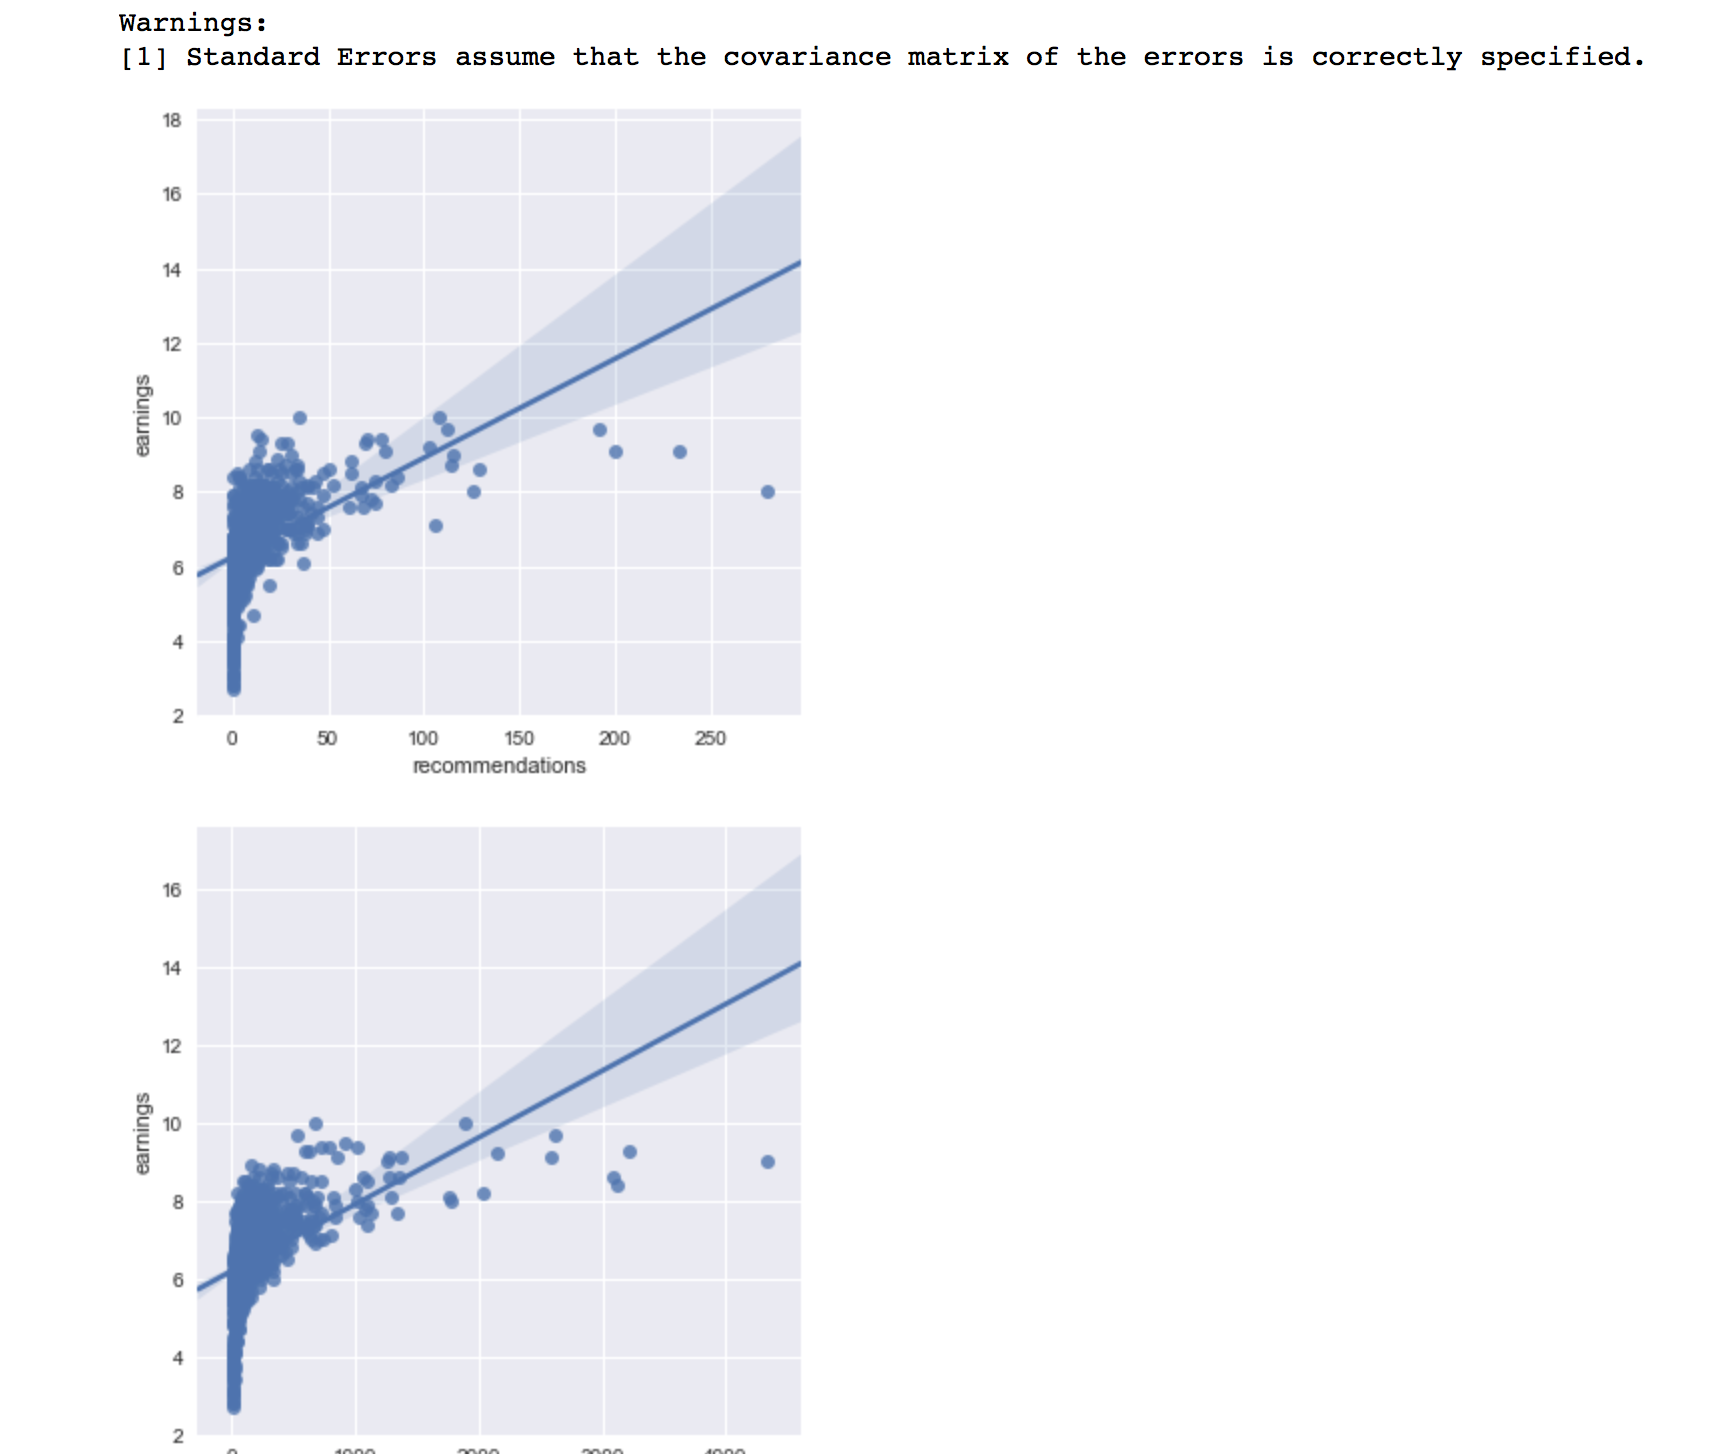 Warnings:
[1] Standard Errors assume that the covariance matrix of the errors is correctly specified.
18
16
14
12
10
8
6
4
2
earnings
0 50 100 150 200 250
recommendations
16
14
12
10
8
6
4
2
earnings